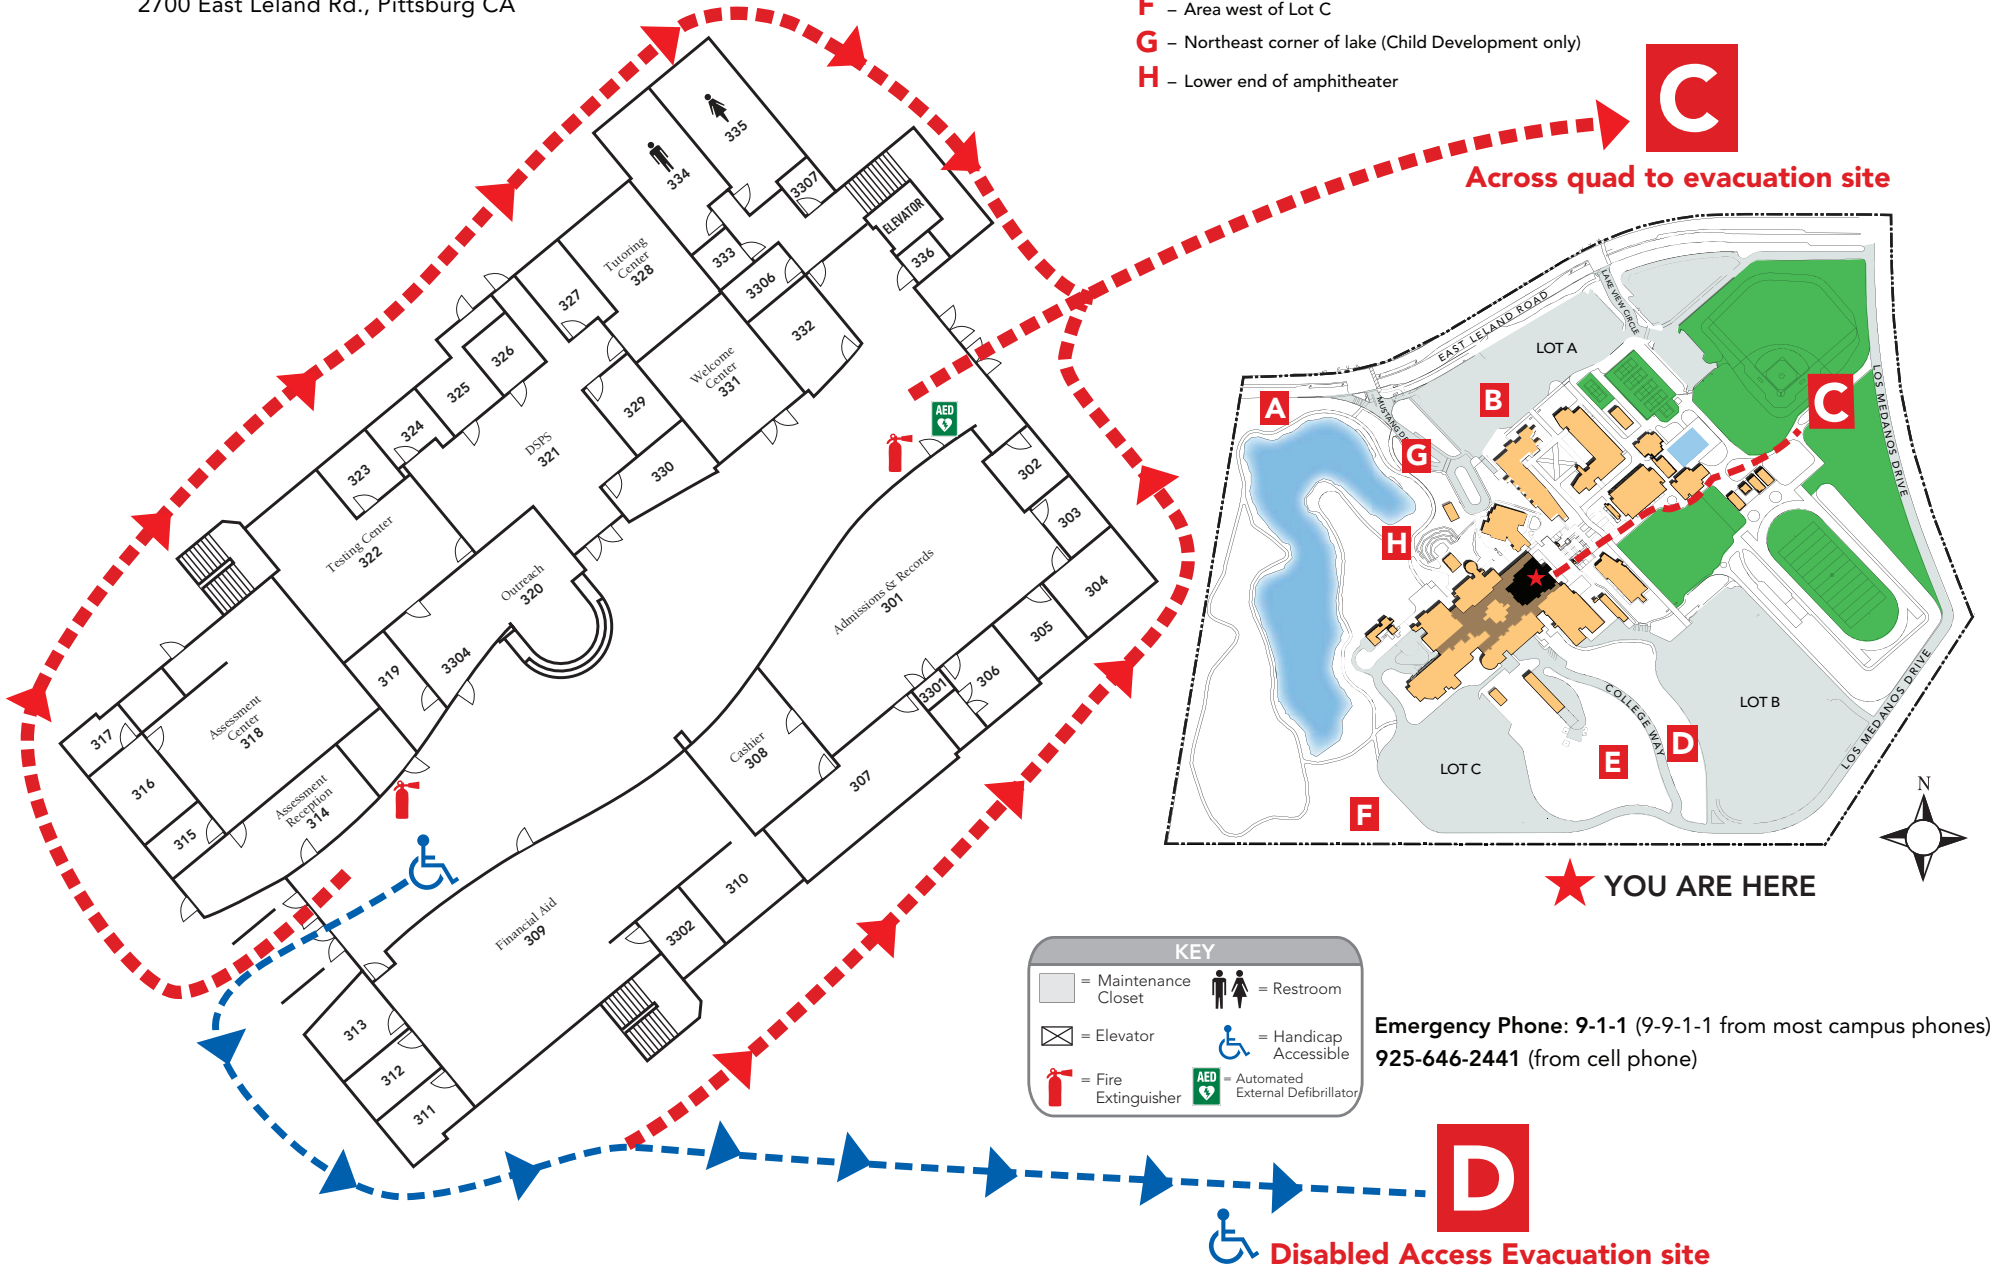 2700 East Leland Rd., Pittsburg CA
F – Area west of Lot C
G – Northeast corner of lake (Child Development only)
H – Lower end of amphitheater
C
Across quad to evacuation site
335
334
3307
ELEVATOR
336
333
3306
Tutoring
Center
328
327
332
Welcome
Center
331
326
325
324
323
329
330
DSPS
321
Testing Center
322
Outreach
320
319
3304
AED
302
303
304
305
306
3301
Admissions & Records
301
Cashier
308
307
Assessment
Center
318
317
316
315
Assessment
Reception
314
Financial Aid
309
310
3302
313
312
311
EAST LELAND ROAD
LAKE VIEW CIRCLE
LOT A
A
B
C
MUSTANG DR
G
H
LOS MEDANOS DRIVE
COLLEGE WAY
LOT B
D
E
LOT C
F
LOS MEDANOS DRIVE
N
YOU ARE HERE
KEY
= Maintenance
Closet
= Restroom
= Elevator
= Handicap
Accessible
= Fire
Extinguisher
AED
= Automated
External Defibrillator
Emergency Phone: 9-1-1 (9-9-1-1 from most campus phones)
925-646-2441 (from cell phone)
D
Disabled Access Evacuation site